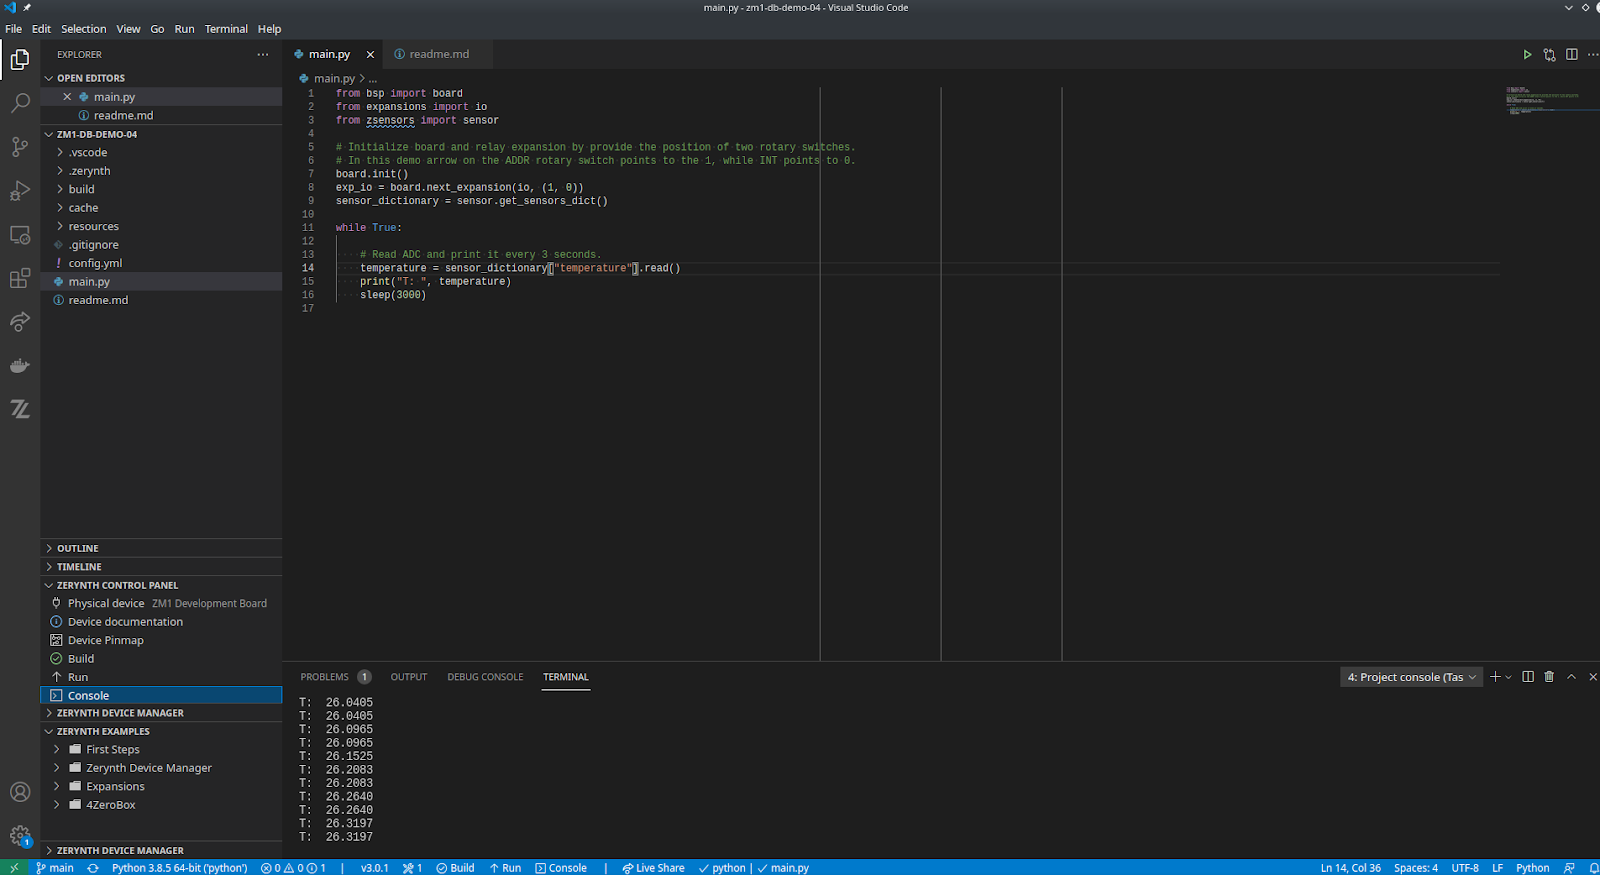 main.py - zm1-db-demo-04 - Visual Studio Code
File Edit Selection View Go Run Terminal Help
EXPLORER
OPEN EDITORS
main.py
readme.md
ZM1-DB-DEMO-04
.vscode
.zerynth
build
cache
resources
.gitignore
config.yml
main.py
readme.md
OUTLINE
TIMELINE
ZERYNTH CONTROL PANEL
Physical device ZM1 Development Board
Device documentation
Device Pinmap
Build
Run
Console
ZERYNTH DEVICE MANAGER
ZERYNTH EXAMPLES
First Steps
Zerynth Device Manager
Expansions
4ZeroBox
ZERYNTH DEVICE MANAGER
1
main.py readme.md
main.py > ...
1 from bsp import board
2 from expansions import io
3 from zsensors import sensor
4
5 # Initialize board and relay expansion by provide the position of two rotary switches.
6 # In this demo arrow on the ADDR rotary switch points to the 1, while INT points to 0.
7 board.init()
8 exp_io = board.next_expansion(io, (1, 0))
9 sensor_dictionary = sensor.get_sensors_dict()
10
11 while True:
12
13 # Read ADC and print it every 3 seconds.
14 temperature = sensor_dictionary["temperature"].read()
15 print("T: ", temperature)
16 sleep(3000)
17
PROBLEMS 1 OUTPUT DEBUG CONSOLE TERMINAL 4: Project console (Tas
T: 26.0405
T: 26.0405
T: 26.0965
T: 26.0965
T: 26.1525
T: 26.2083
T: 26.2083
T: 26.2640
T: 26.2640
T: 26.3197
T: 26.3197
main Python 3.8.5 64-bit ('python') 0 0 1 | v3.0.1 1 Build Run Console | Live Share python | main.py Ln 14, Col 36 Spaces: 4 UTF-8 LF Python